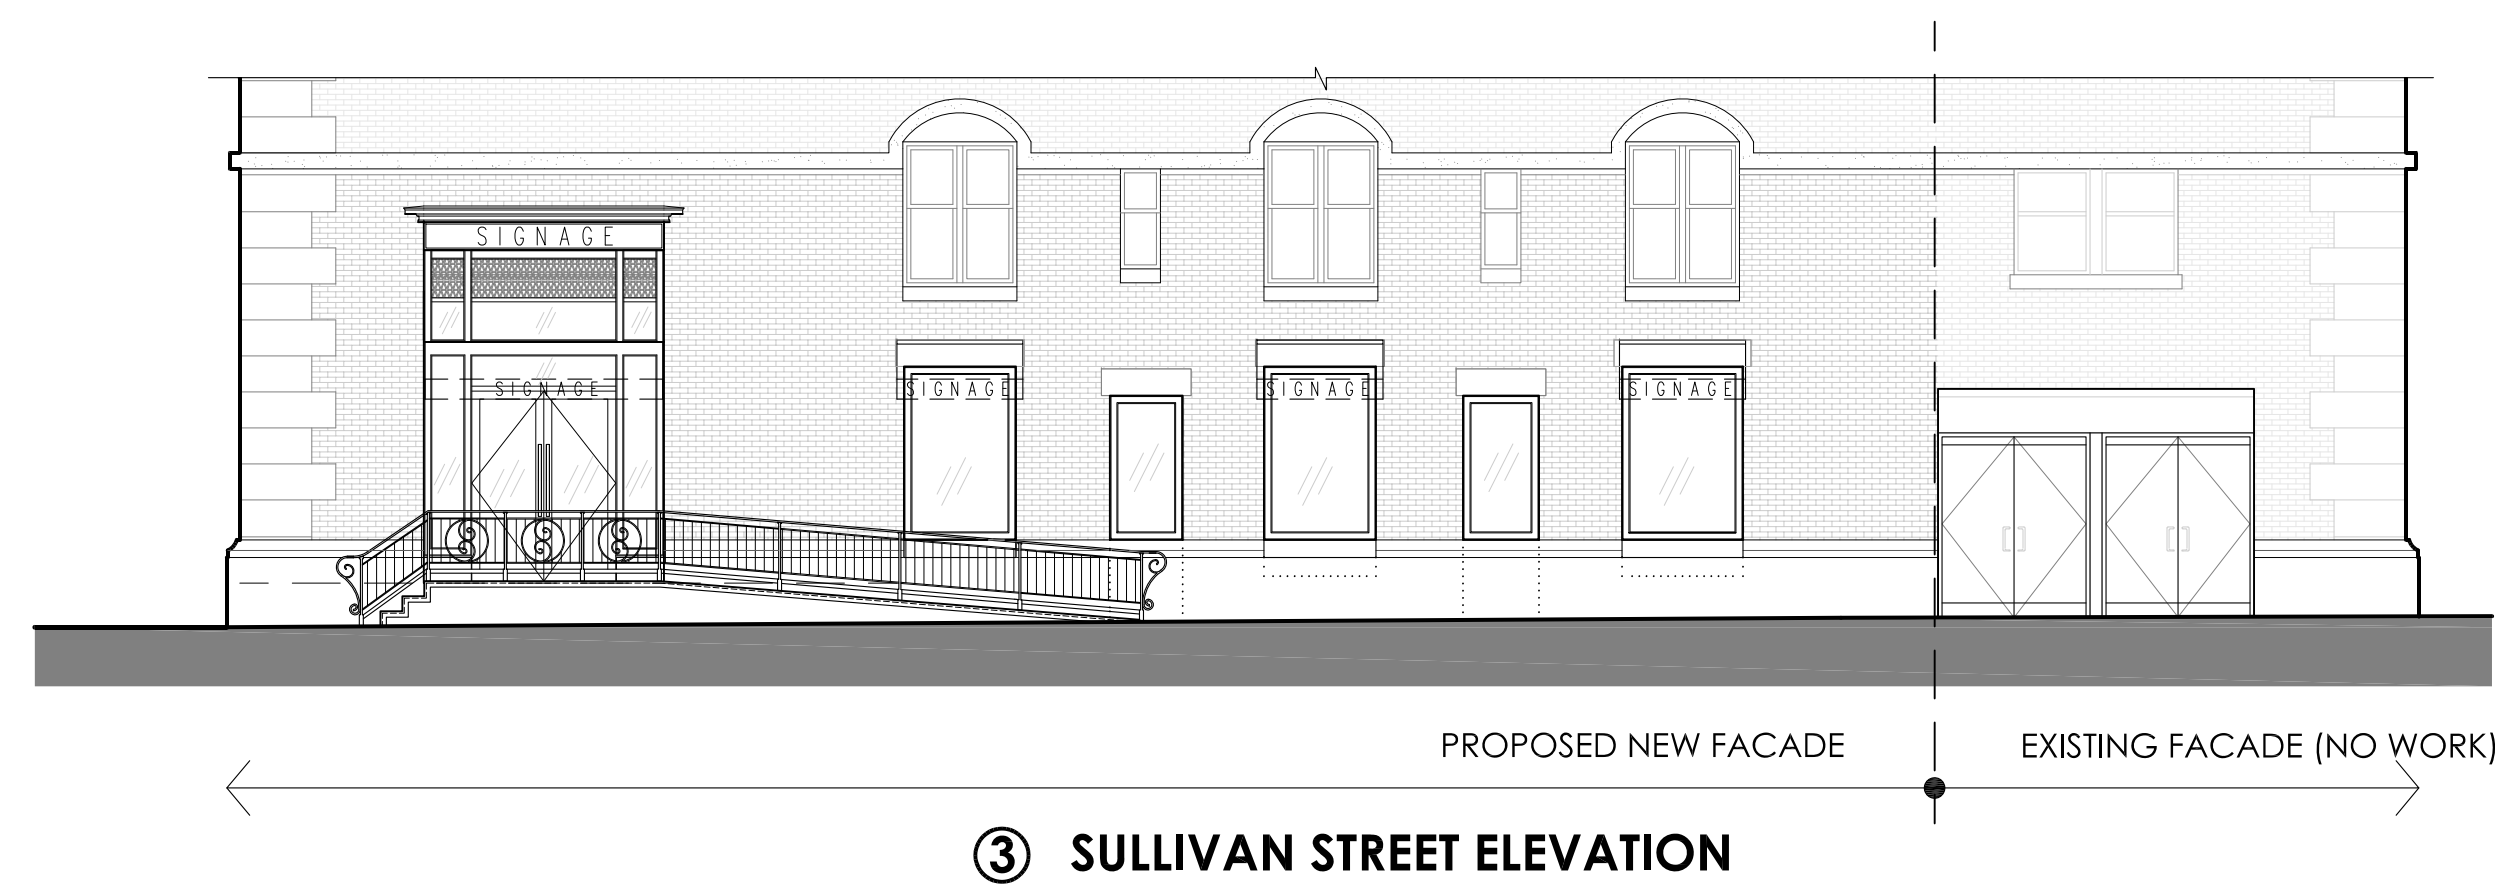 SIGNAGE
SIGNAGE SIGNAGE SIGNAGE SIGNAGE
PROPOSED NEW FACADE EXISTING FACADE (NO WORK)
3 SULLIVAN STREET ELEVATION